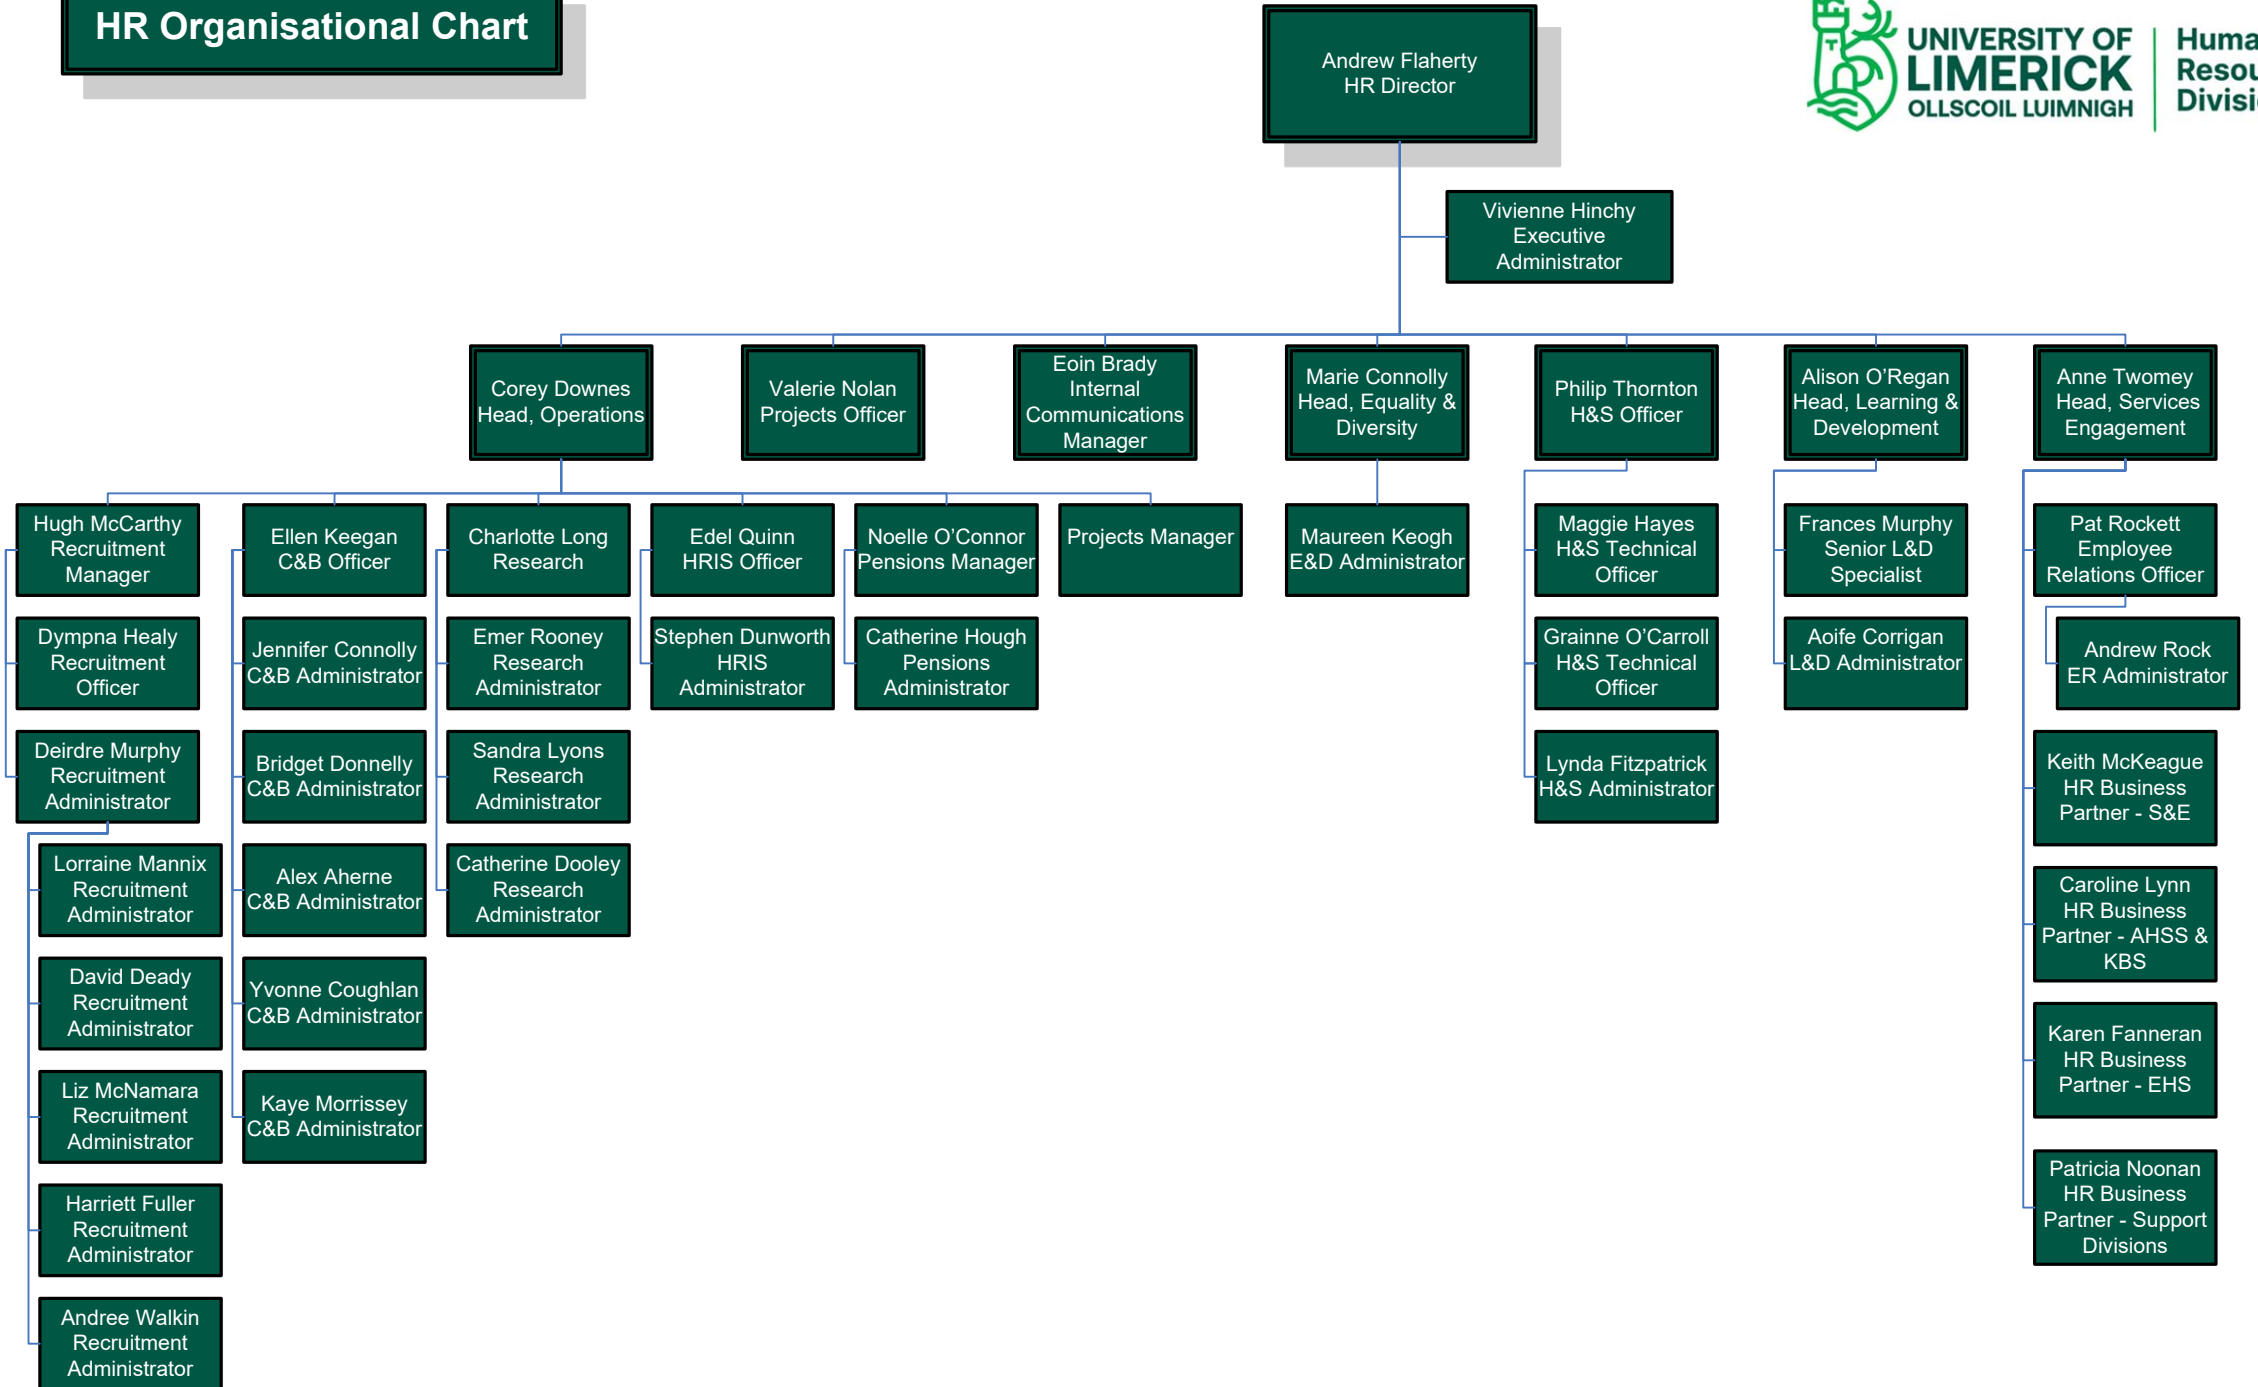 HR Organisational Chart
Andrew Flaherty
HR Director
UNIVERSITY OF
LIMERICK
OLLSCOIL LUIMNIGH
Huma
Resou
Divisi
Vivienne Hinchy
Executive
Administrator
Corey Downes
Head, Operations
Valerie Nolan
Projects Officer
Eoin Brady
Internal
Communications
Manager
Marie Connolly
Head, Equality &
Diversity
Philip Thornton
H&S Officer
Alison O’Regan
Head, Learning &
Development
Anne Twomey
Head, Services
Engagement
Hugh McCarthy
Recruitment
Manager
Ellen Keegan
C&B Officer
Charlotte Long
Research
Edel Quinn
HRIS Officer
Noelle O’Connor
Pensions Manager
Projects Manager
Maureen Keogh
E&D Administrator
Maggie Hayes
H&S Technical
Officer
Frances Murphy
Senior L&D
Specialist
Pat Rockett
Employee
Relations Officer
Dympna Healy
Recruitment
Officer
Jennifer Connolly
C&B Administrator
Emer Rooney
Research
Administrator
Stephen Dunworth
HRIS
Administrator
Catherine Hough
Pensions
Administrator
Grainne O’Carroll
H&S Technical
Officer
Aoife Corrigan
L&D Administrator
Andrew Rock
ER Administrator
Deirdre Murphy
Recruitment
Administrator
Bridget Donnelly
C&B Administrator
Sandra Lyons
Research
Administrator
Lynda Fitzpatrick
H&S Administrator
Keith McKeague
HR Business
Partner - S&E
Lorraine Mannix
Recruitment
Administrator
Alex Aherne
C&B Administrator
Catherine Dooley
Research
Administrator
Caroline Lynn
HR Business
Partner - AHSS &
KBS
David Deady
Recruitment
Administrator
Yvonne Coughlan
C&B Administrator
Karen Fanneran
HR Business
Partner - EHS
Liz McNamara
Recruitment
Administrator
Kaye Morrissey
C&B Administrator
Patricia Noonan
HR Business
Partner - Support
Divisions
Harriett Fuller
Recruitment
Administrator
Andree Walkin
Recruitment
Administrator